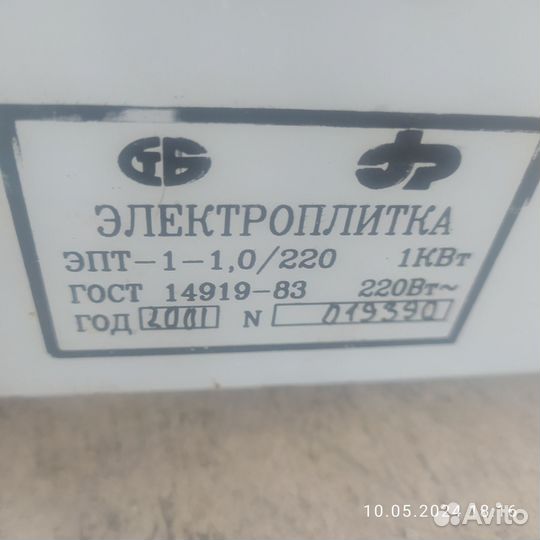 ЭЛЕКТРОПЛИТКА
ЭПТ-1-1,0/220 1КВт
ГОСТ 14919-83 220Вт~
ГОД 2001 N 019390
10.05.2024 18:16
Avito